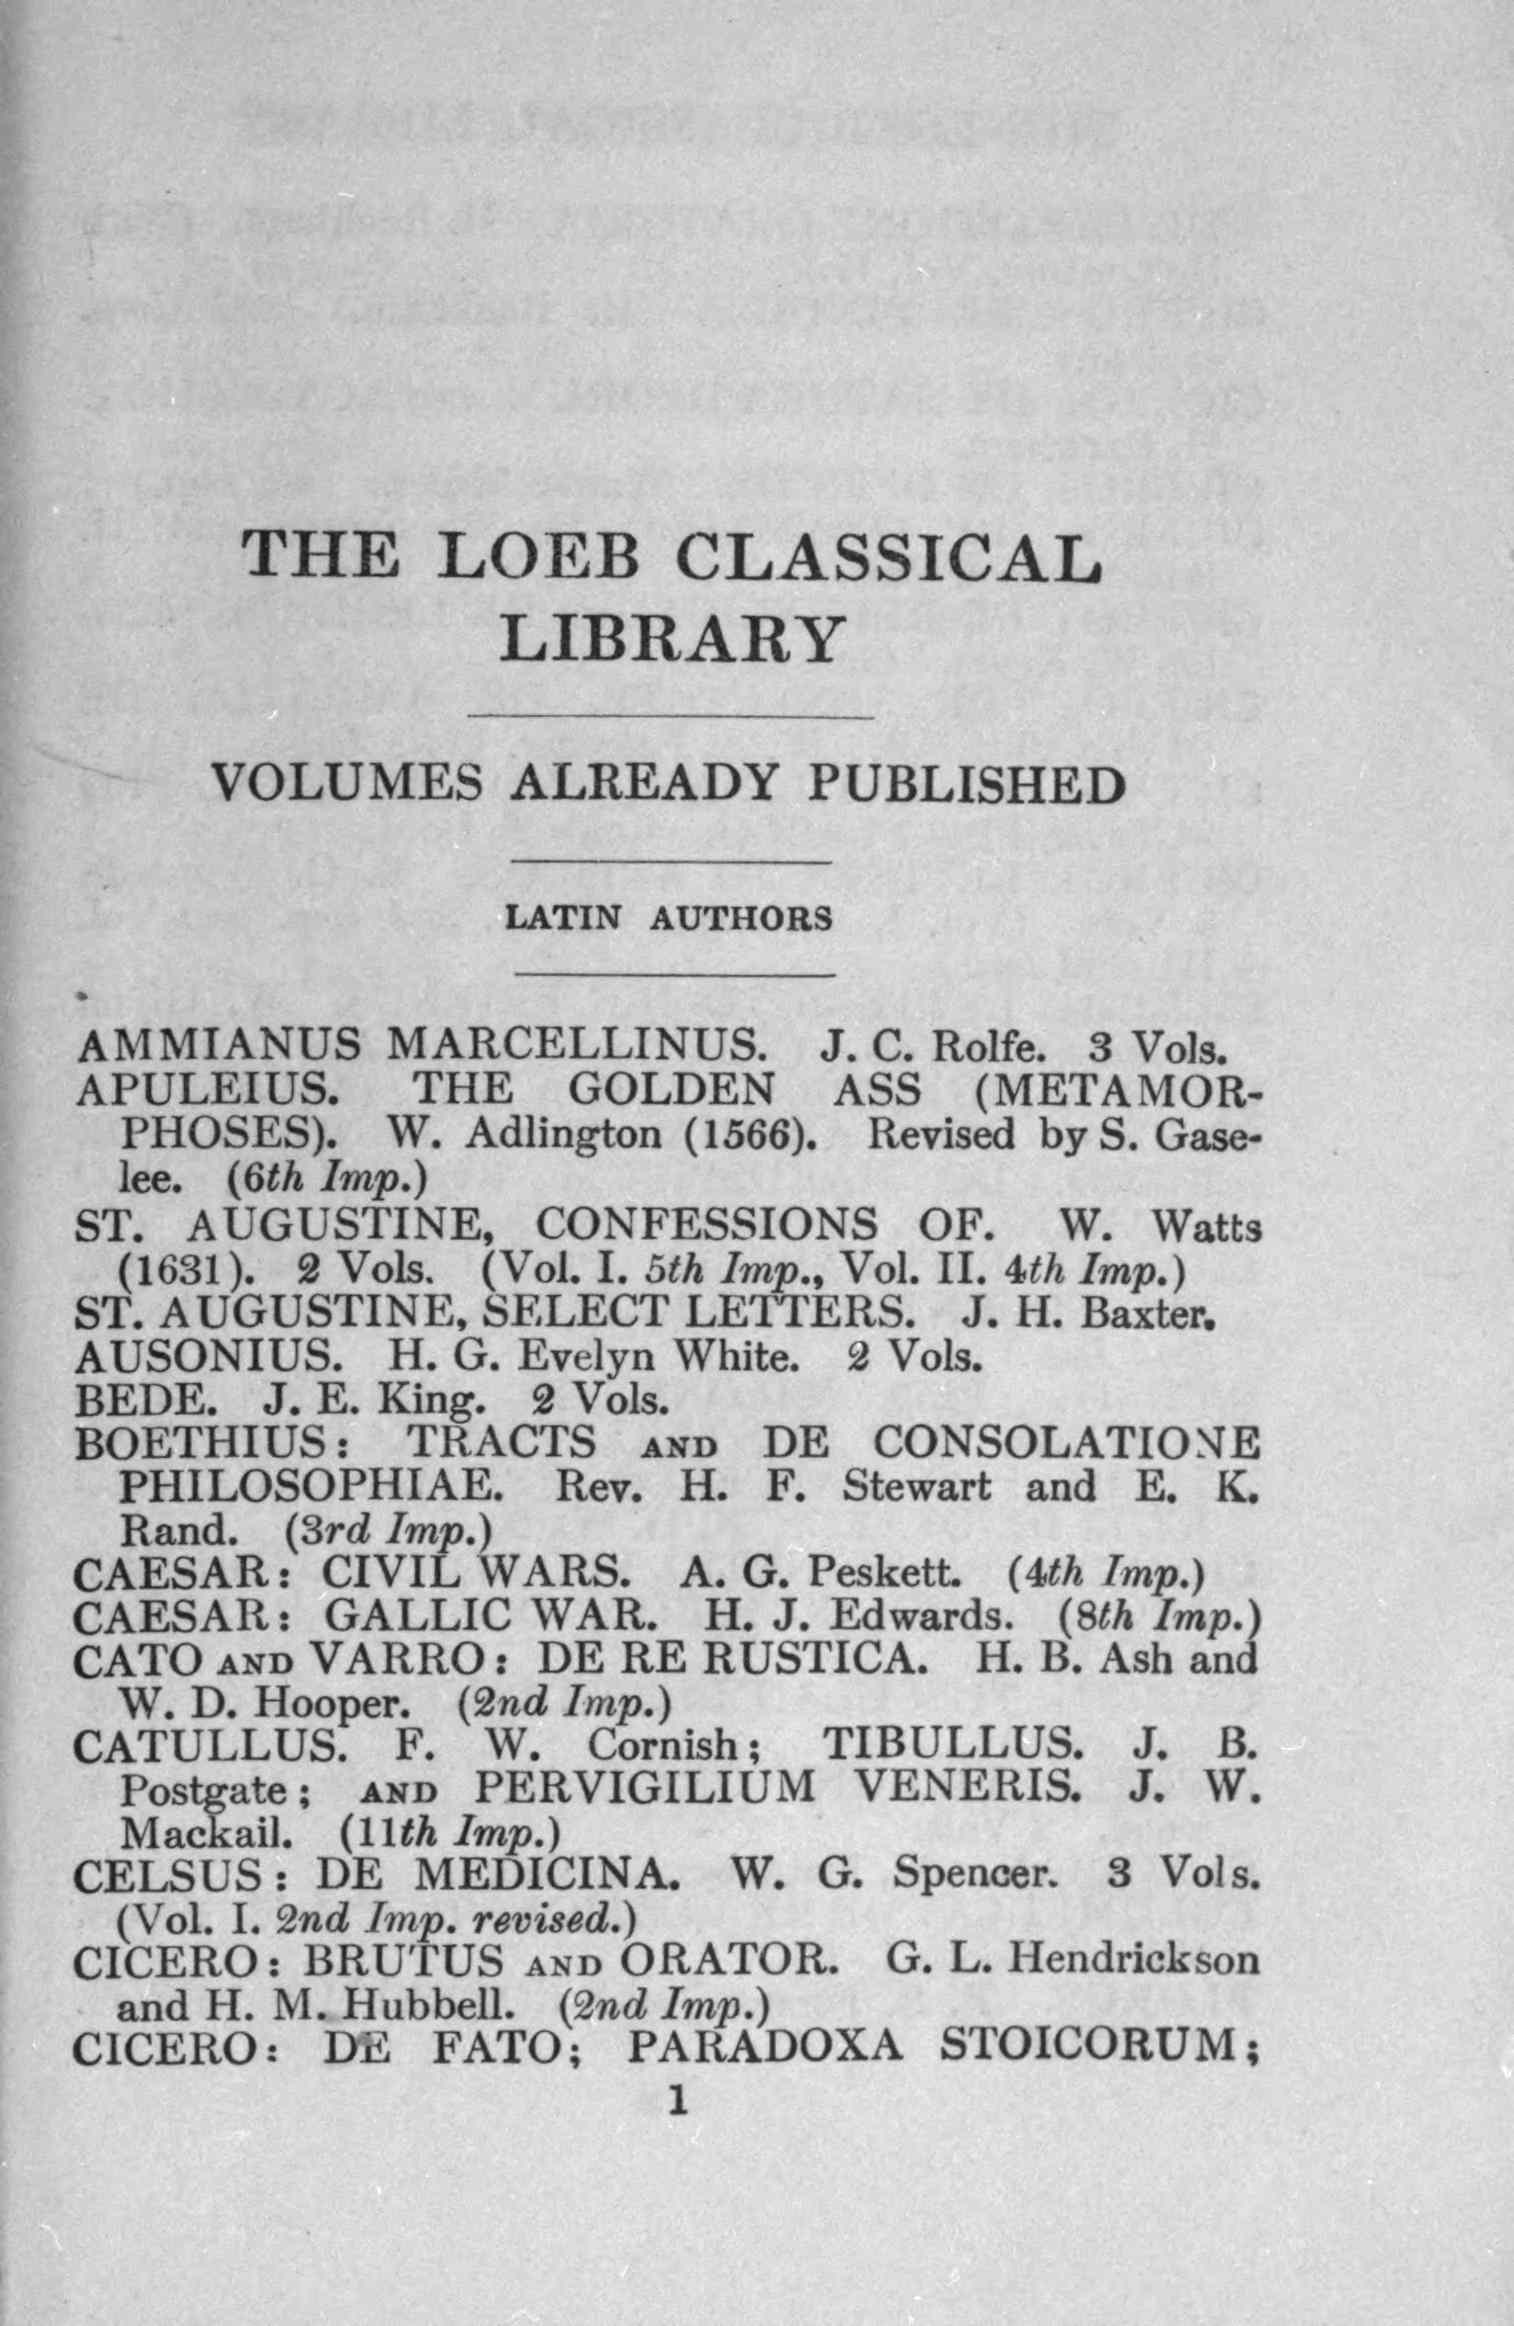 THE LOEB CLASSICAL
LIBRARY
VOLUMES ALREADY PUBLISHED
LATIN AUTHORS
AMMIANUS MARCELLINUS. J. C. Rolfe. 3 Vols.
APULEIUS. THE GOLDEN ASS (METAMOR-
PHOSES). W. Adlington (1566). Revised by S. Gase-
lee. (6th Imp.)
ST. AUGUSTINE, CONFESSIONS OF. W. Watts
(1631). 2 Vols. (Vol. I. 5th Imp., Vol. II. 4th Imp.)
ST. AUGUSTINE, SELECT LETTERS. J. H. Baxter.
AUSONIUS. H. G. Evelyn White. 2 Vols.
BEDE. J. E. King. 2 Vols.
BOETHIUS: TRACTS AND DE CONSOLATIONE
PHILOSOPHIAE. Rev. H. F. Stewart and E. K.
Rand. (3rd Imp.)
CAESAR: CIVIL WARS. A. G. Peskett. (4th Imp.)
CAESAR: GALLIC WAR. H. J. Edwards. (8th Imp.)
CATO AND VARRO: DE RE RUSTICA. H. B. Ash and
W. D. Hooper. (2nd Imp.)
CATULLUS. F. W. Cornish; TIBULLUS. J. B.
Postgate; AND PERVIGILIUM VENERIS. J. W.
Mackail. (11th Imp.)
CELSUS: DE MEDICINA. W. G. Spencer. 3 Vols.
(Vol. I. 2nd Imp. revised.)
CICERO: BRUTUS AND ORATOR. G. L. Hendrickson
and H. M. Hubbell. (2nd Imp.)
CICERO: DE FATO; PARADOXA STOICORUM;
1